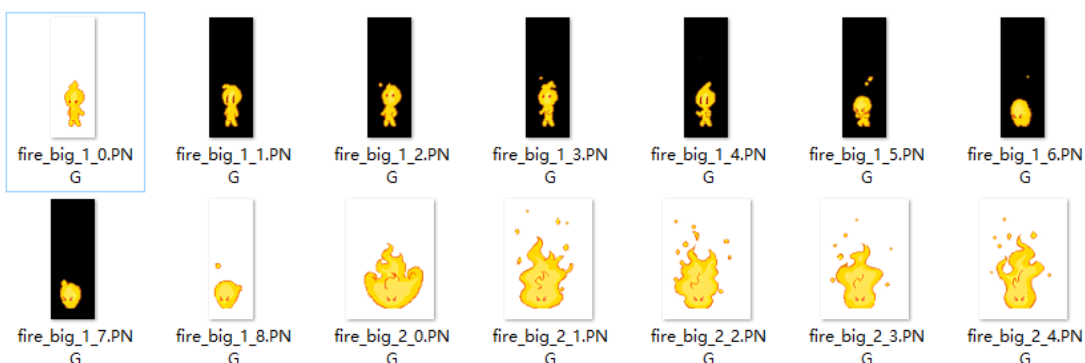 fire_big_1_0.PN
G
fire_big_1_1.PN
G
fire_big_1_2.PN
G
fire_big_1_3.PN
G
fire_big_1_4.PN
G
fire_big_1_5.PN
G
fire_big_1_6.PN
G
fire_big_1_7.PN
G
fire_big_1_8.PN
G
fire_big_2_0.PN
G
fire_big_2_1.PN
G
fire_big_2_2.PN
G
fire_big_2_3.PN
G
fire_big_2_4.PN
G